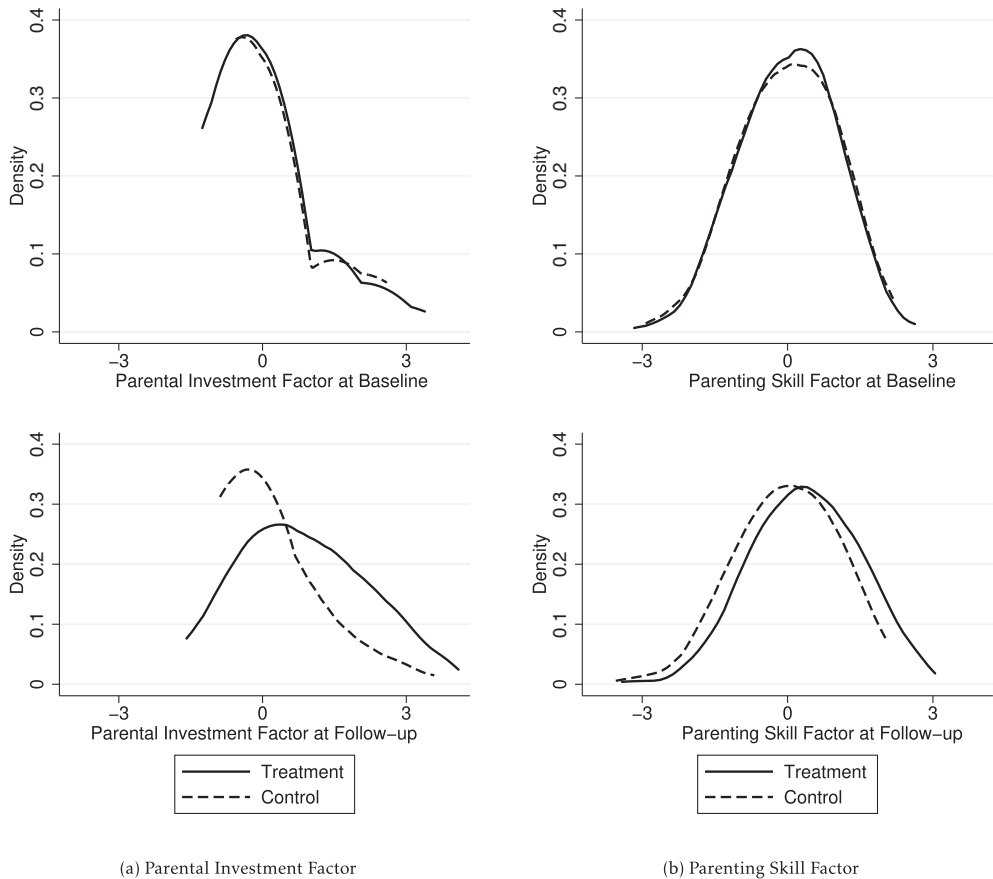 Density
0.4
0.3
0.2
0.1
0
−3 0 3
Parental Investment Factor at Baseline
Density
0.4
0.3
0.2
0.1
0
−3 0 3
Parenting Skill Factor at Baseline
Density
0.4
0.3
0.2
0.1
0
−3 0 3
Parental Investment Factor at Follow−up
Treatment
Control
Density
0.4
0.3
0.2
0.1
0
−3 0 3
Parenting Skill Factor at Follow−up
Treatment
Control
(a) Parental Investment Factor
(b) Parenting Skill Factor